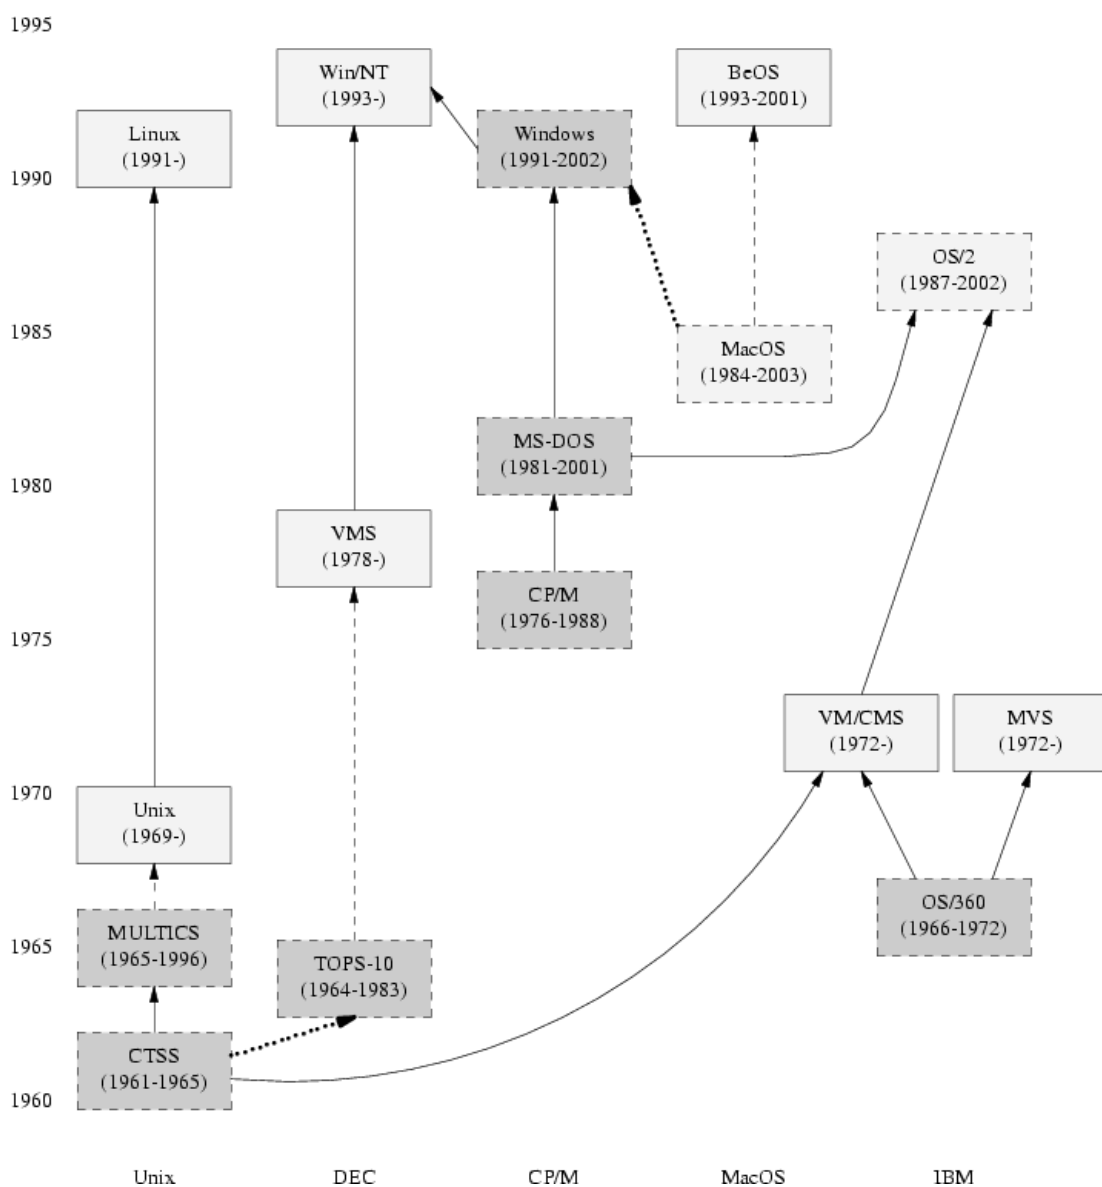 1995
Win/NT
(1993-)
BeOS
(1993-2001)
Linux
(1991-)
Windows
(1991-2002)
1990
OS/2
(1987-2002)
1985
MacOS
(1984-2003)
MS-DOS
(1981-2001)
1980
VMS
(1978-)
CP/M
(1976-1988)
1975
VM/CMS
(1972-)
MVS
(1972-)
1970
Unix
(1969-)
OS/360
(1966-1972)
MULTICS
(1965-1996)
1965
TOPS-10
(1964-1983)
CTSS
(1961-1965)
1960
Unix
DEC
CP/M
MacOS
IBM